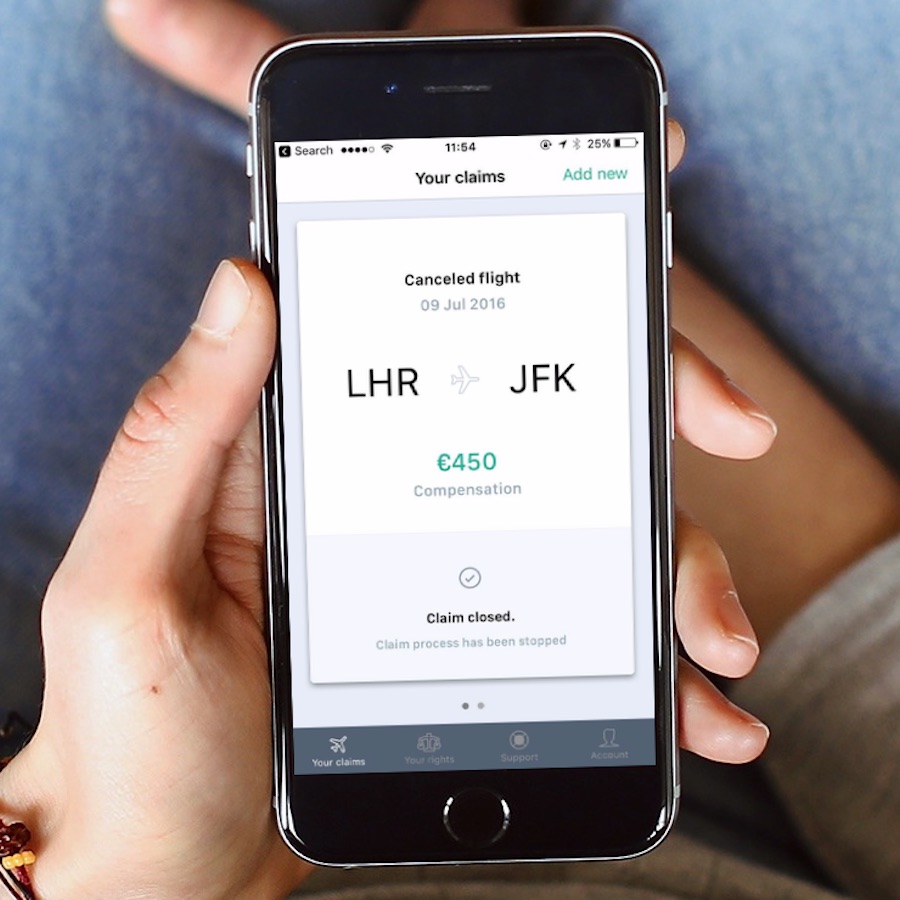 Search 11:54 25%
Your claims Add new
Canceled flight
09 Jul 2016
LHR JFK
€450
Compensation
Claim closed.
Claim process has been stopped
Your claims Your rights Support Account